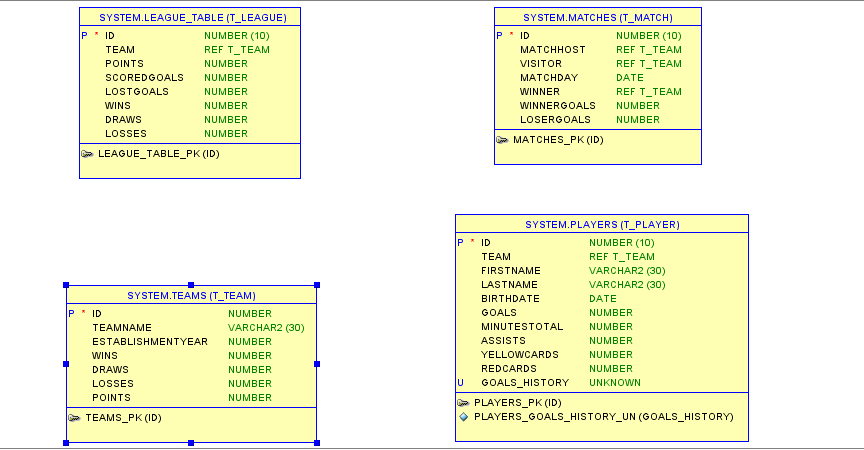 SYSTEM.LEAGUE_TABLE (T_LEAGUE)
P * ID NUMBER (10)
TEAM REF T_TEAM
POINTS NUMBER
SCOREDGOALS NUMBER
LOSTGOALS NUMBER
WINS NUMBER
DRAWS NUMBER
LOSSES NUMBER
LEAGUE_TABLE_PK (ID)
SYSTEM.MATCHES (T_MATCH)
P * ID NUMBER (10)
MATCHHOST REF T_TEAM
VISITOR REF T_TEAM
MATCHDAY DATE
WINNER REF T_TEAM
WINNERGOALS NUMBER
LOSERGOALS NUMBER
MATCHES_PK (ID)
SYSTEM.TEAMS (T_TEAM)
P * ID NUMBER
TEAMNAME VARCHAR2 (30)
ESTABLISHMENTYEAR NUMBER
WINS NUMBER
DRAWS NUMBER
LOSSES NUMBER
POINTS NUMBER
TEAMS_PK (ID)
SYSTEM.PLAYERS (T_PLAYER)
P * ID NUMBER (10)
TEAM REF T_TEAM
FIRSTNAME VARCHAR2 (30)
LASTNAME VARCHAR2 (30)
BIRTHDATE DATE
GOALS NUMBER
MINUTESTOTAL NUMBER
ASSISTS NUMBER
YELLOWCARDS NUMBER
REDCARDS NUMBER
U GOALS_HISTORY UNKNOWN
PLAYERS_PK (ID)
PLAYERS_GOALS_HISTORY_UN (GOALS_HISTORY)